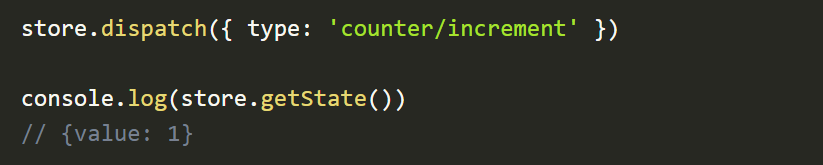 store.dispatch({ type: 'counter/increment' })
console.log(store.getState())
// {value: 1}